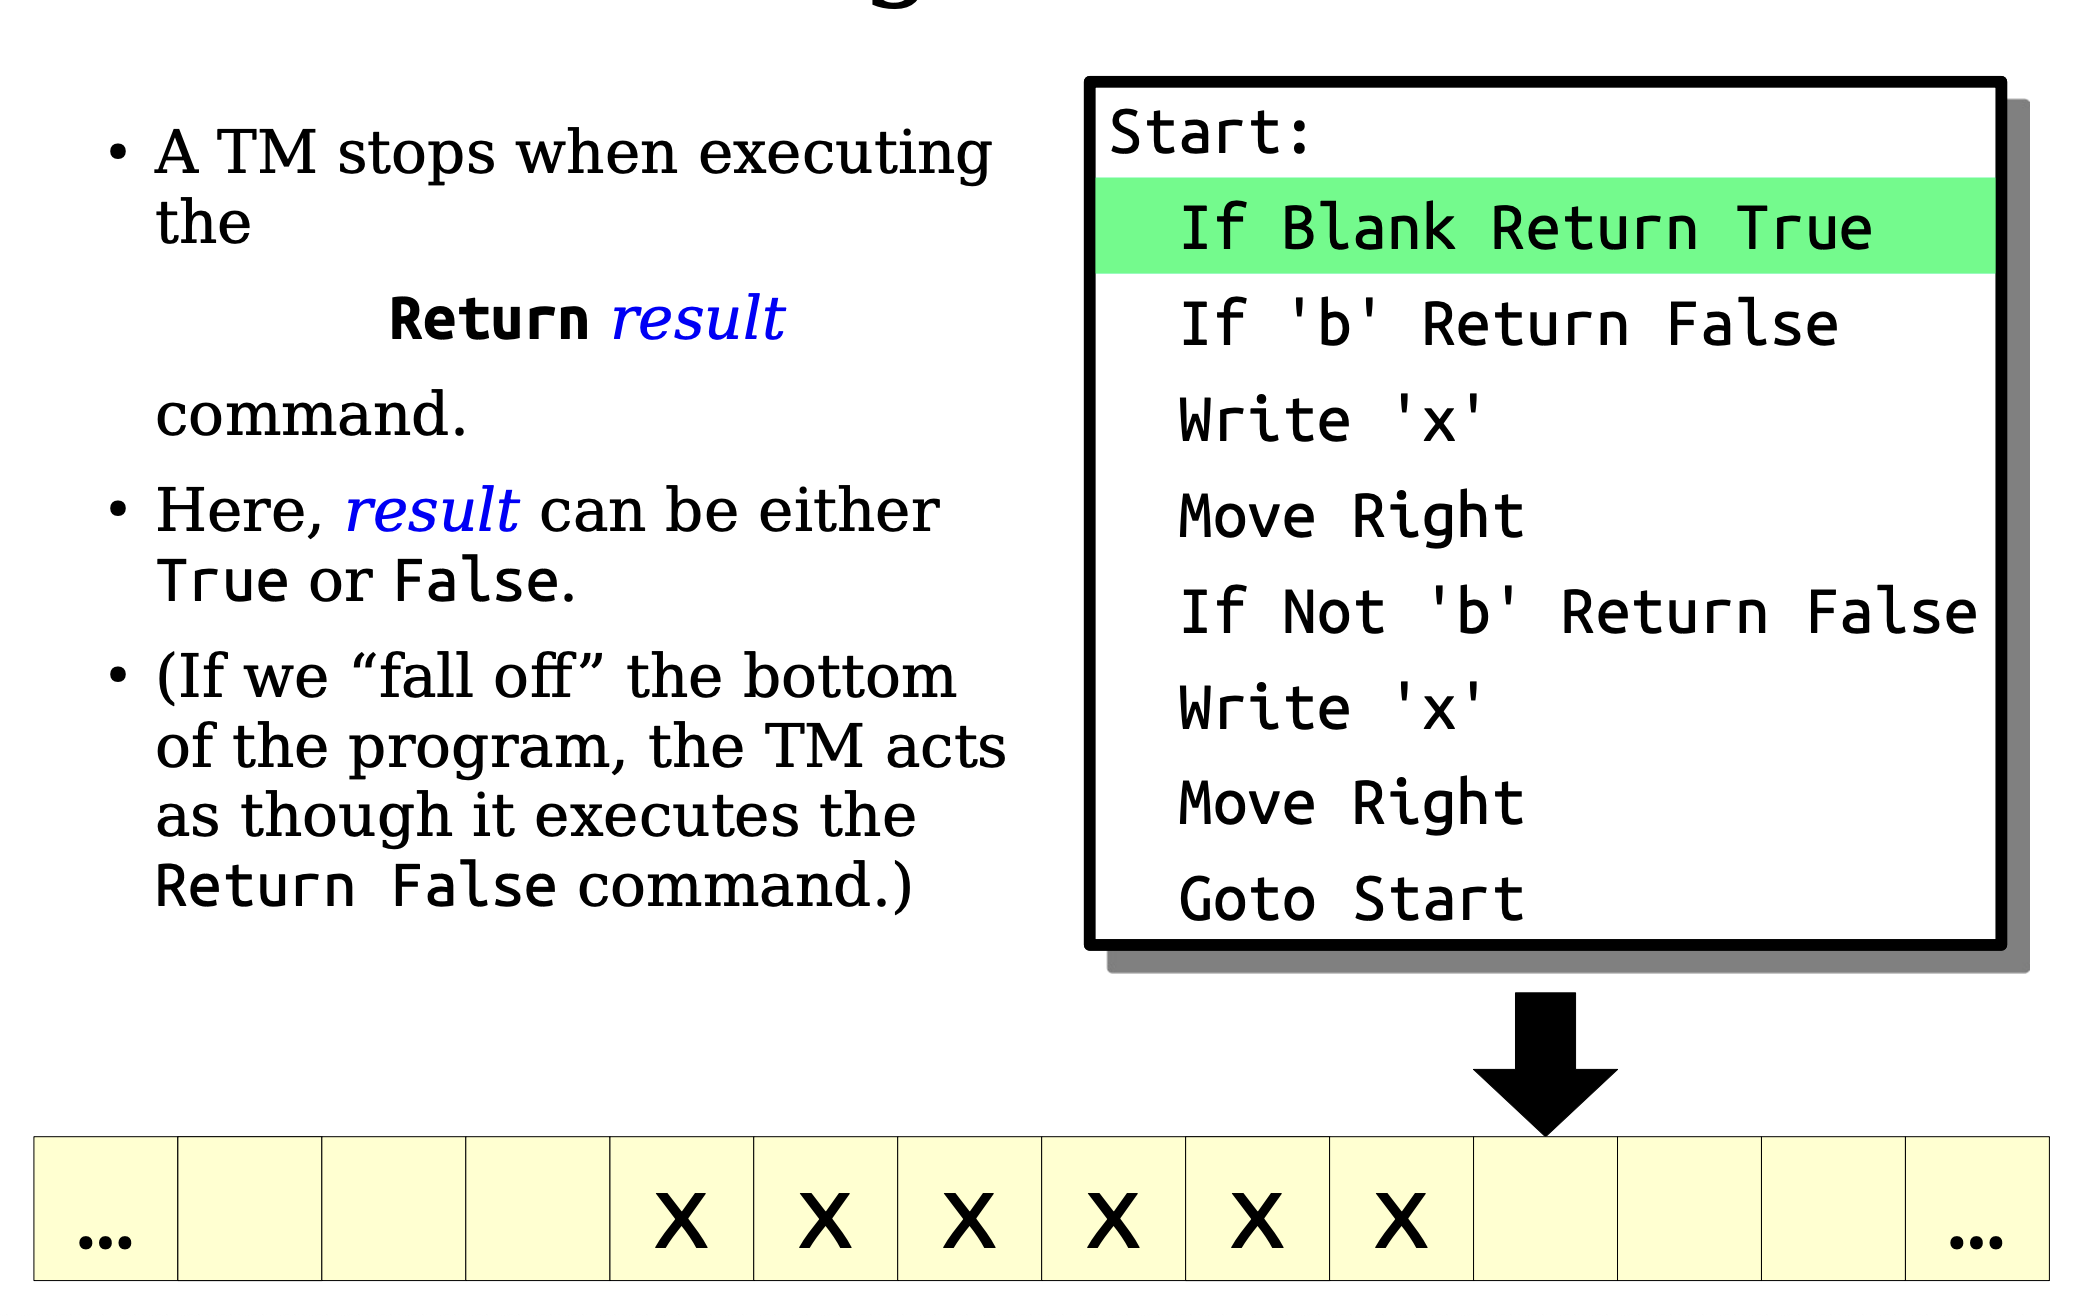 • A TM stops when executing
the
Return result
command.
• Here, result can be either
True or False.
• (If we “fall off” the bottom
of the program, the TM acts
as though it executes the
Return False command.)
Start:
If Blank Return True
If 'b' Return False
Write 'x'
Move Right
If Not 'b' Return False
Write 'x'
Move Right
Goto Start
… x x x x x x …